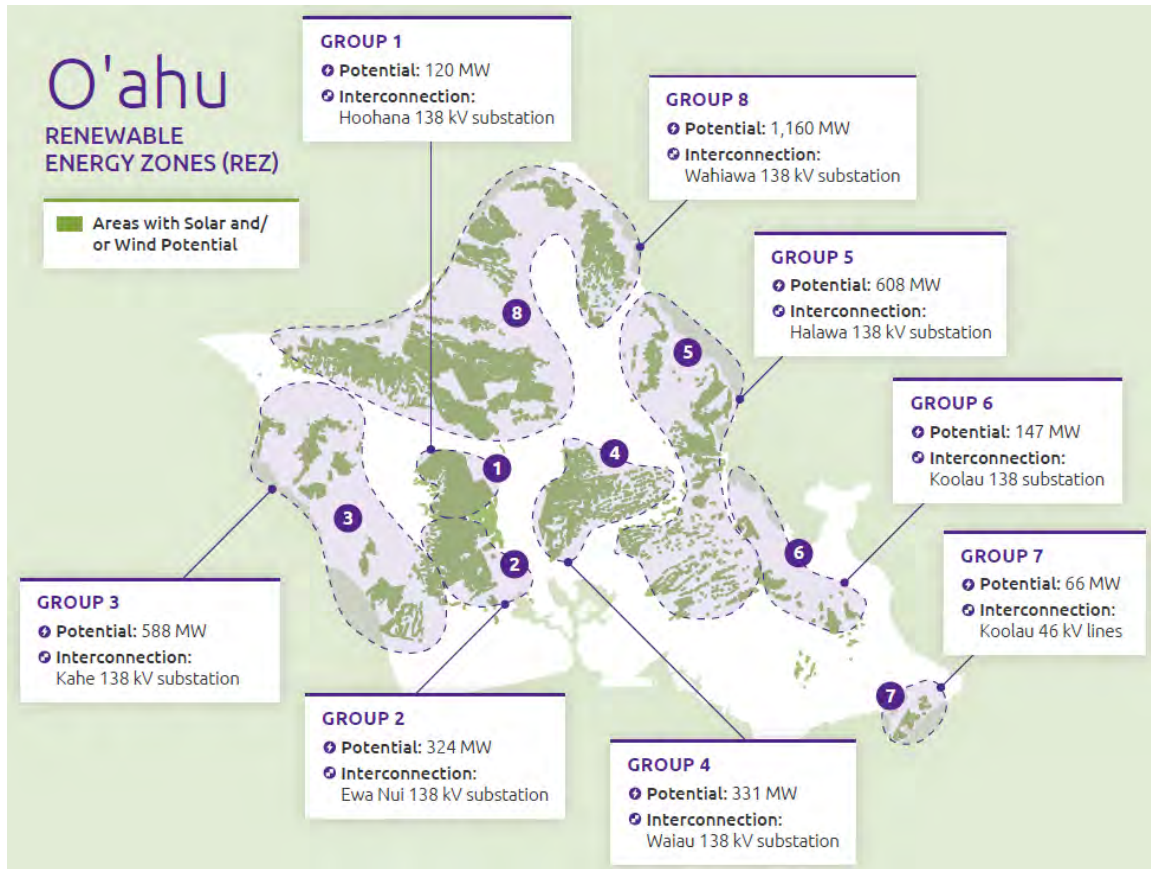 O'ahu
RENEWABLE
ENERGY ZONES (REZ)
Areas with Solar and/
or Wind Potential
GROUP 1
Potential: 120 MW
Interconnection:
Hoohana 138 kV substation
GROUP 8
Potential: 1,160 MW
Interconnection:
Wahiawa 138 kV substation
GROUP 5
Potential: 608 MW
Interconnection:
Halawa 138 kV substation
GROUP 6
Potential: 147 MW
Interconnection:
Koolau 138 substation
GROUP 7
Potential: 66 MW
Interconnection:
Koolau 46 kV lines
GROUP 3
Potential: 588 MW
Interconnection:
Kahe 138 kV substation
GROUP 2
Potential: 324 MW
Interconnection:
Ewa Nui 138 kV substation
GROUP 4
Potential: 331 MW
Interconnection:
Waiau 138 kV substation
8
5
4
1
3
6
2
7